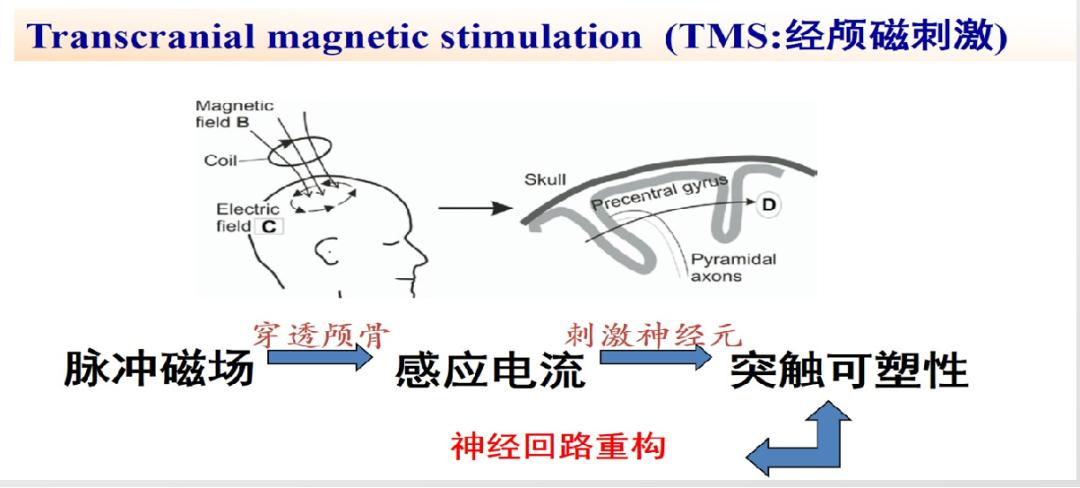 Transcranial magnetic stimulation (TMS:经颅磁刺激)
Magnetic
field B
Coil
Electric
field C
Skull
Precentral gyrus
D
Pyramidal
axons
穿透颅骨
刺激神经元
脉冲磁场
感应电流
突触可塑性
神经回路重构